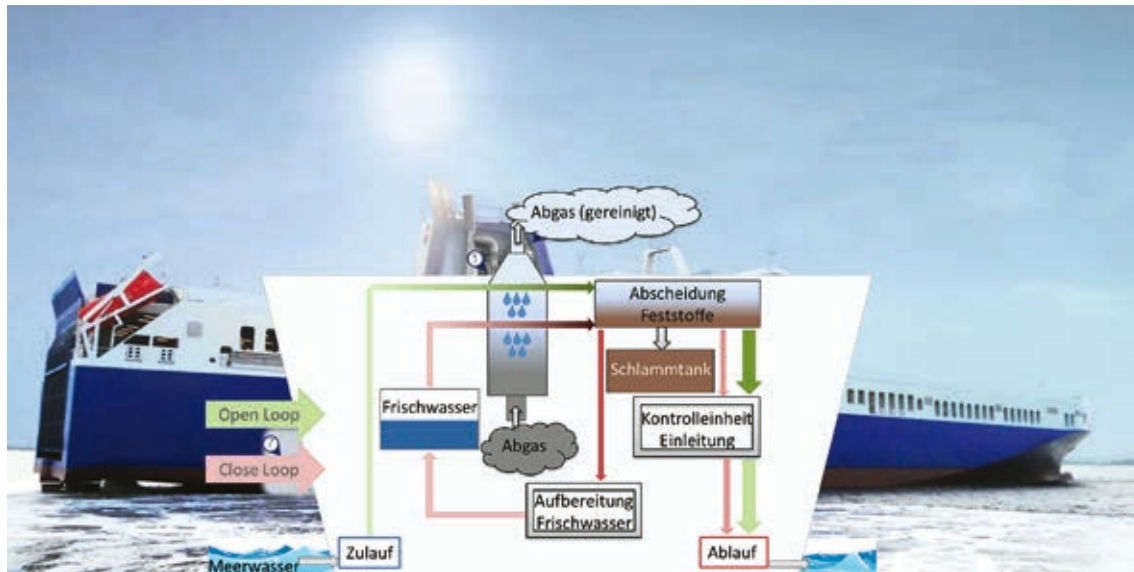 Abgas (gereinigt)
Abscheidung
Feststoffe
Schlammtank
Frischwasser
Open Loop
Kontrolleinheit
Einleitung
Abgas
Close Loop
Aufbereitung
Frischwasser
Zulauf
Ablauf
Meerwasser